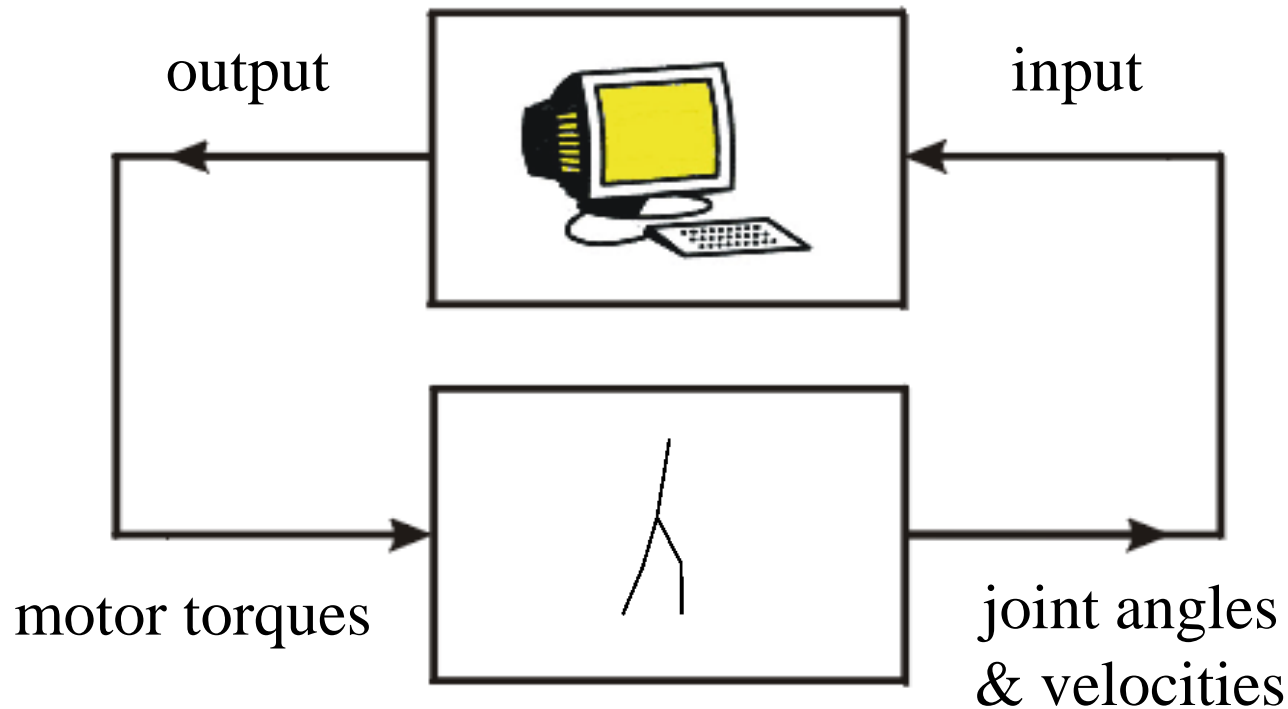 output
input
motor torques
joint angles
& velocities